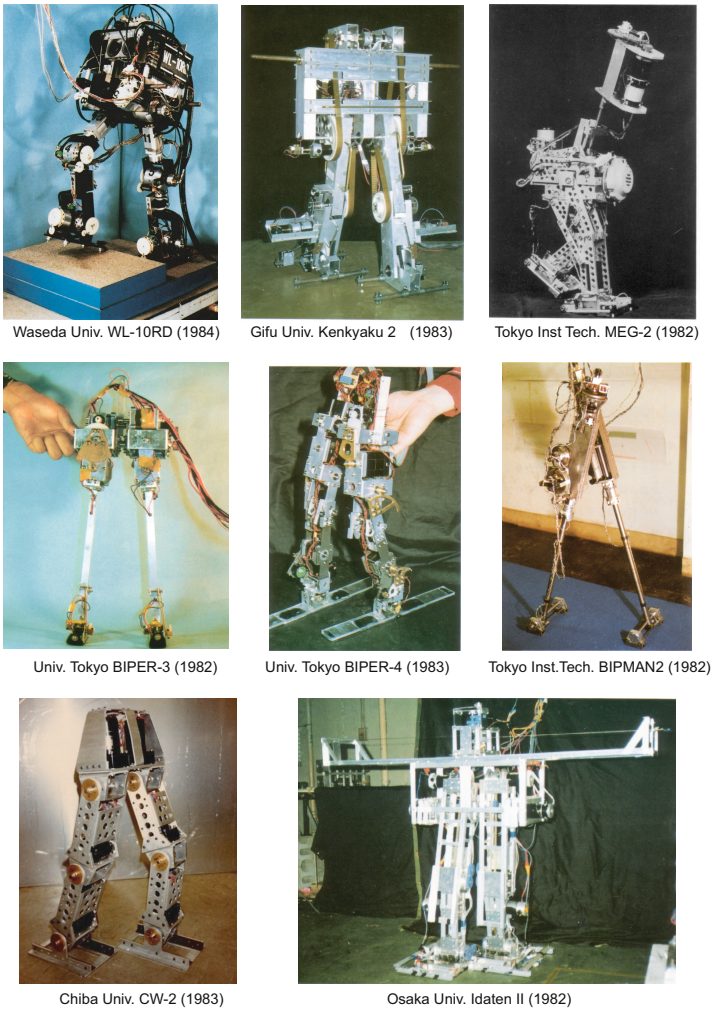 WL-10RD
Waseda Univ. WL-10RD (1984)
Gifu Univ. Kenkyaku 2 (1983)
Tokyo Inst Tech. MEG-2 (1982)
Univ. Tokyo BIPER-3 (1982)
Univ. Tokyo BIPER-4 (1983)
Tokyo Inst.Tech. BIPMAN2 (1982)
Chiba Univ. CW-2 (1983)
Osaka Univ. Idaten II (1982)